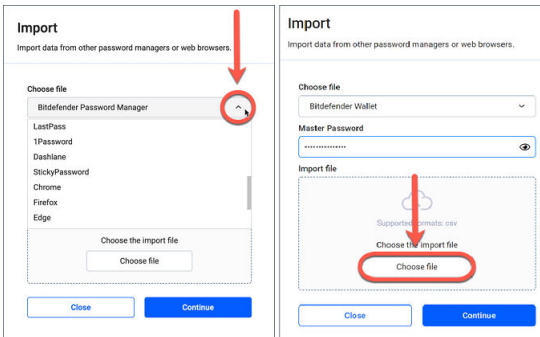 Import
Import data from other password managers or web browsers.
Choose file
Bitdefender Password Manager
LastPass
1Password
Dashlane
StickyPassword
Chrome
Firefox
Edge
Choose the import file
Choose file
Close
Continue
Import
Import data from other password managers or web browsers.
Choose file
Bitdefender Wallet
Master Password
Import file
Supported formats: csv
Choose the import file
Choose file
Close
Continue